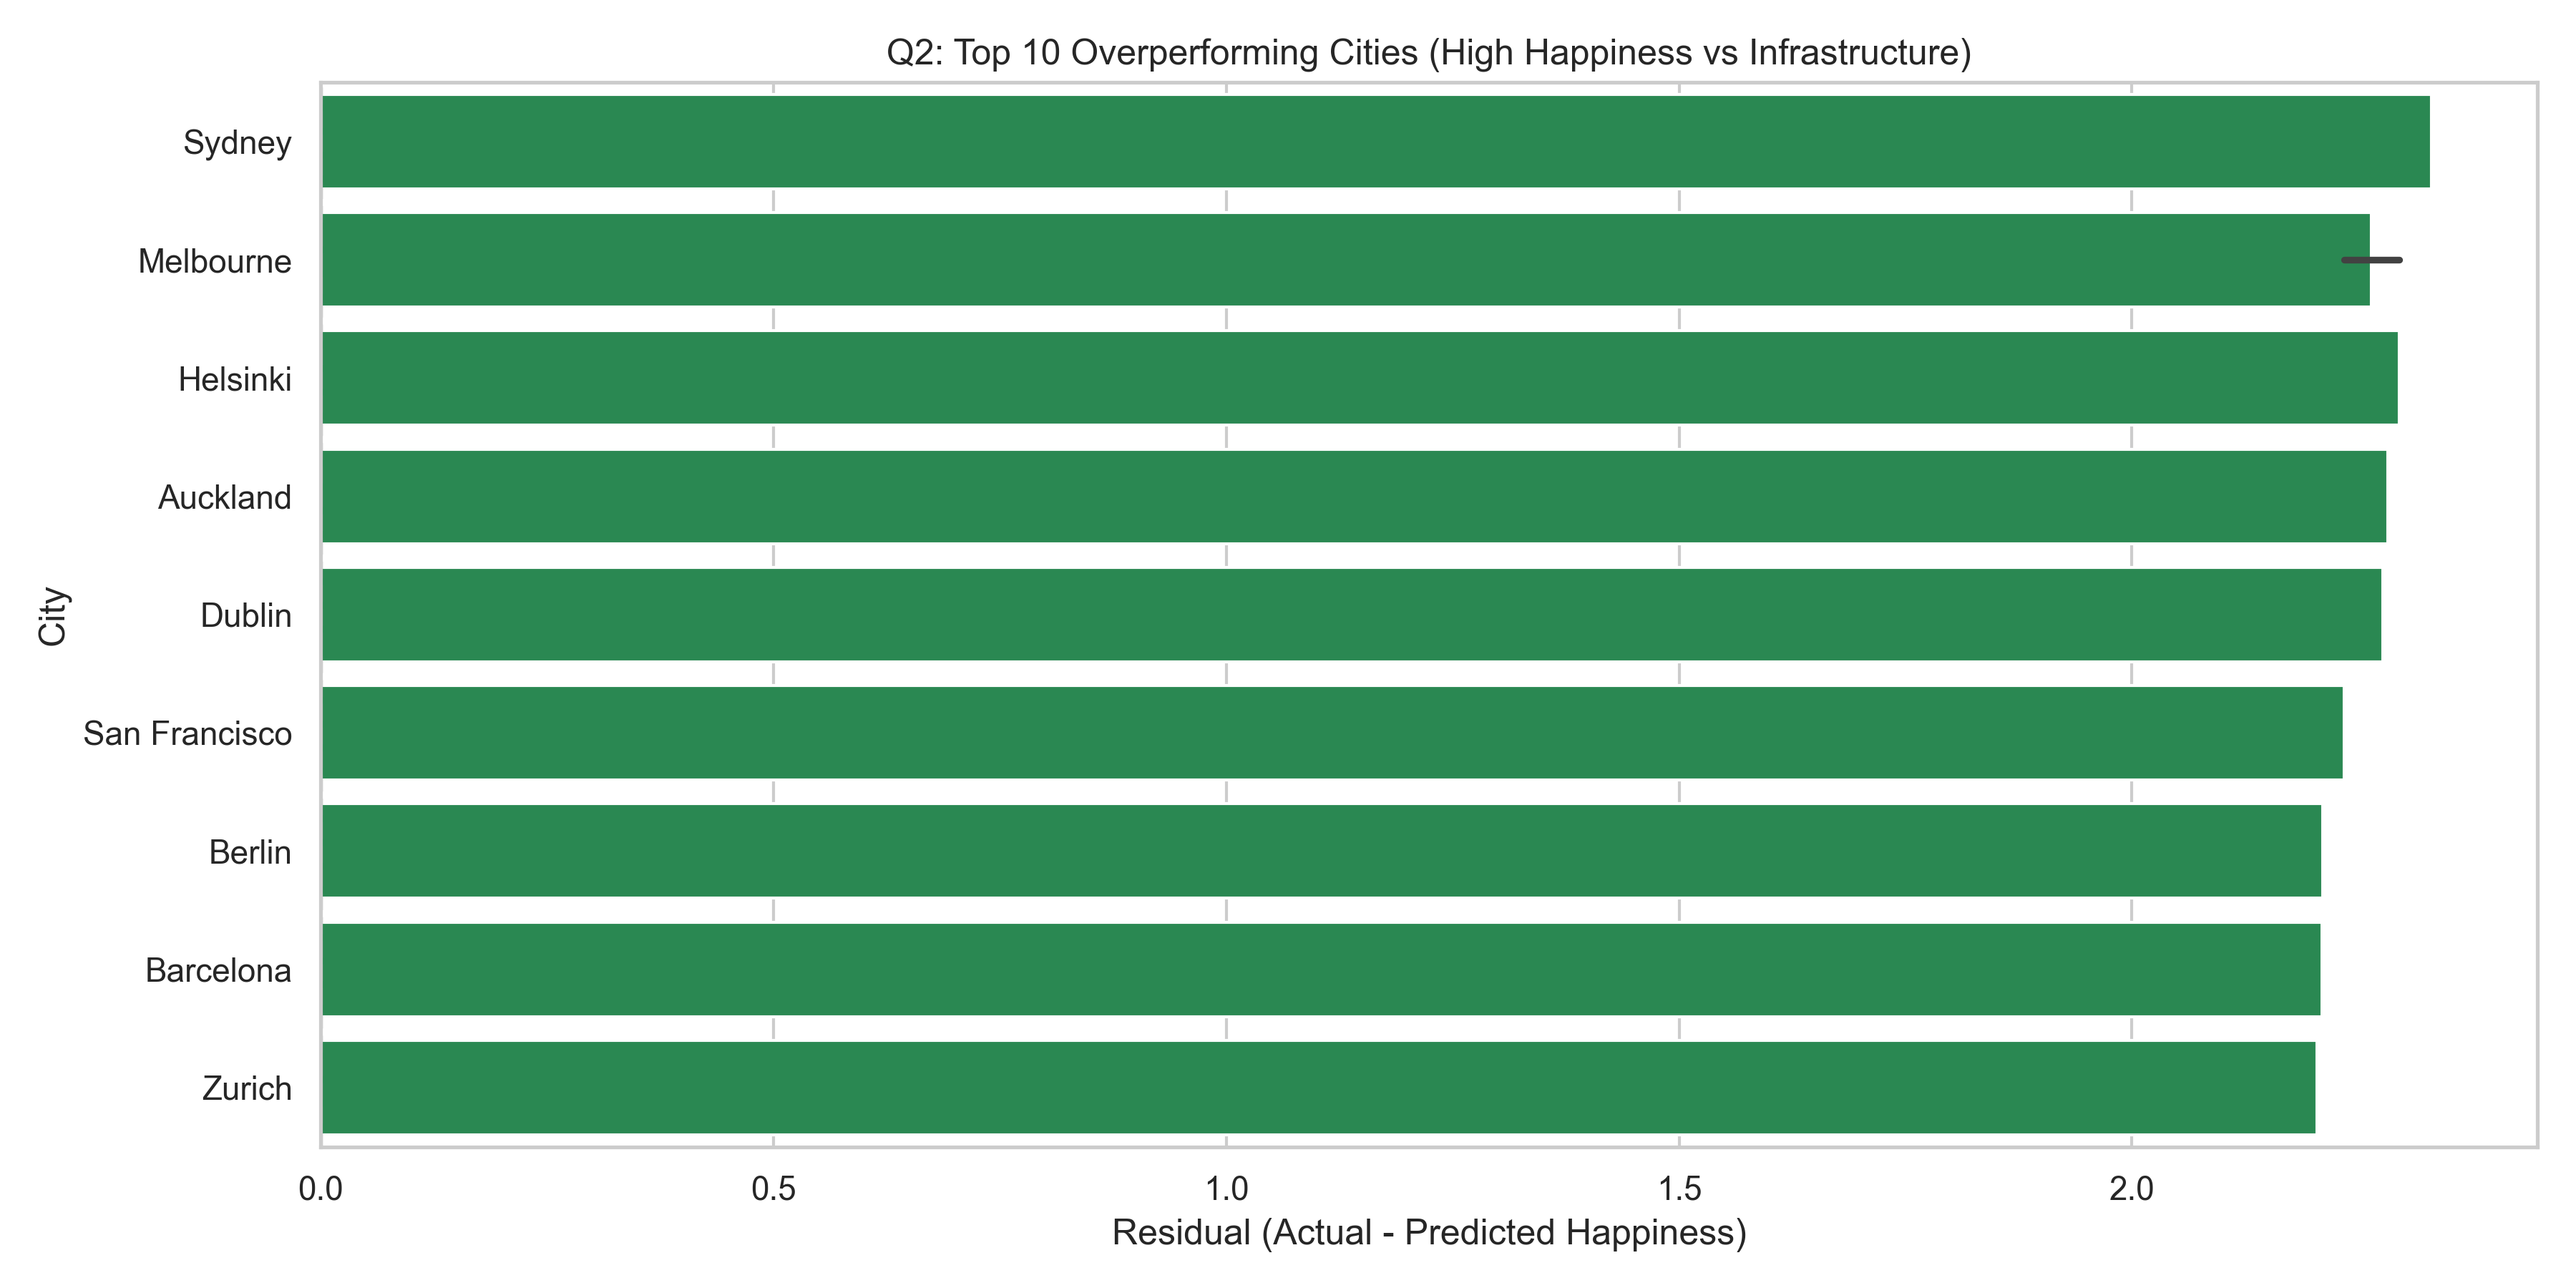 Q2: Top 10 Overperforming Cities (High Happiness vs Infrastructure)
Sydney
Melbourne
Helsinki
Auckland
Dublin
San Francisco
Berlin
Barcelona
Zurich
City
0.0 0.5 1.0 1.5 2.0
Residual (Actual - Predicted Happiness)